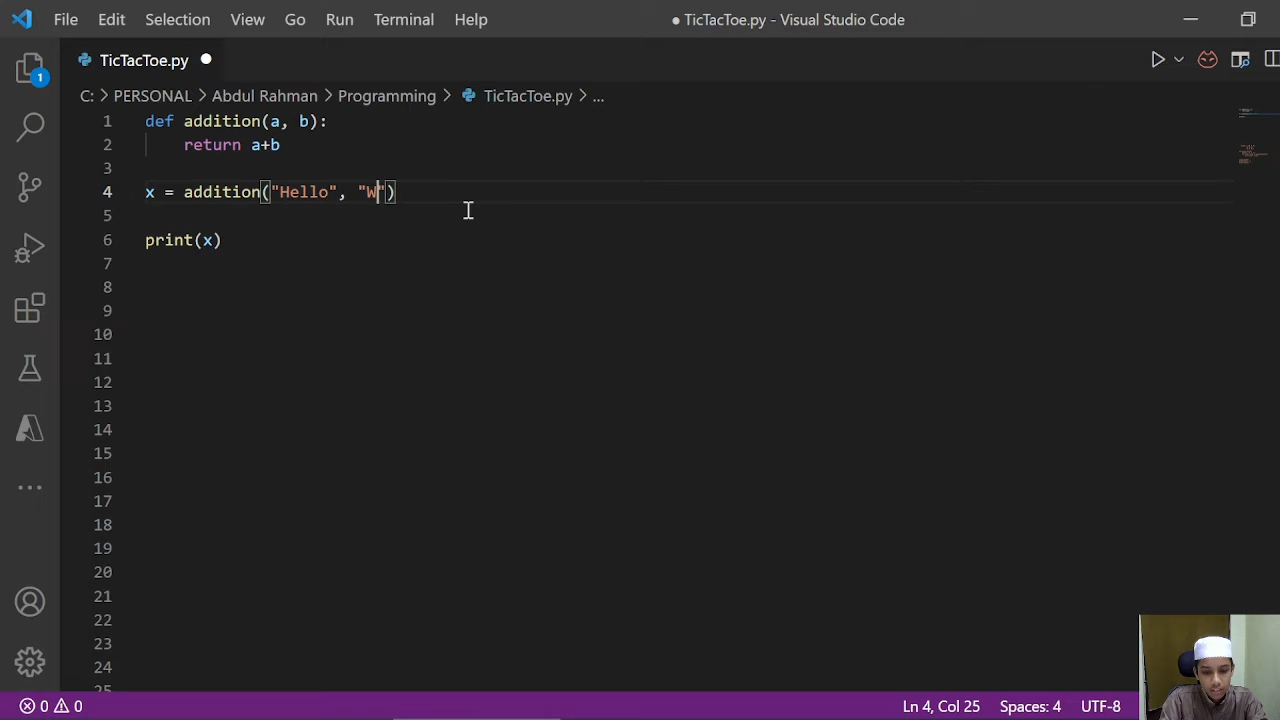 File Edit Selection View Go Run Terminal Help ● TicTacToe.py - Visual Studio Code
TicTacToe.py
1
C: > PERSONAL > Abdul Rahman > Programming > TicTacToe.py > ...
1 def addition(a, b):
2 return a+b
3
4 x = addition("Hello", "W")
5
6 print(x)
7
8
9
10
11
12
13
14
15
16
17
18
19
20
21
22
23
24
25
0 0 Ln 4, Col 25 Spaces: 4 UTF-8